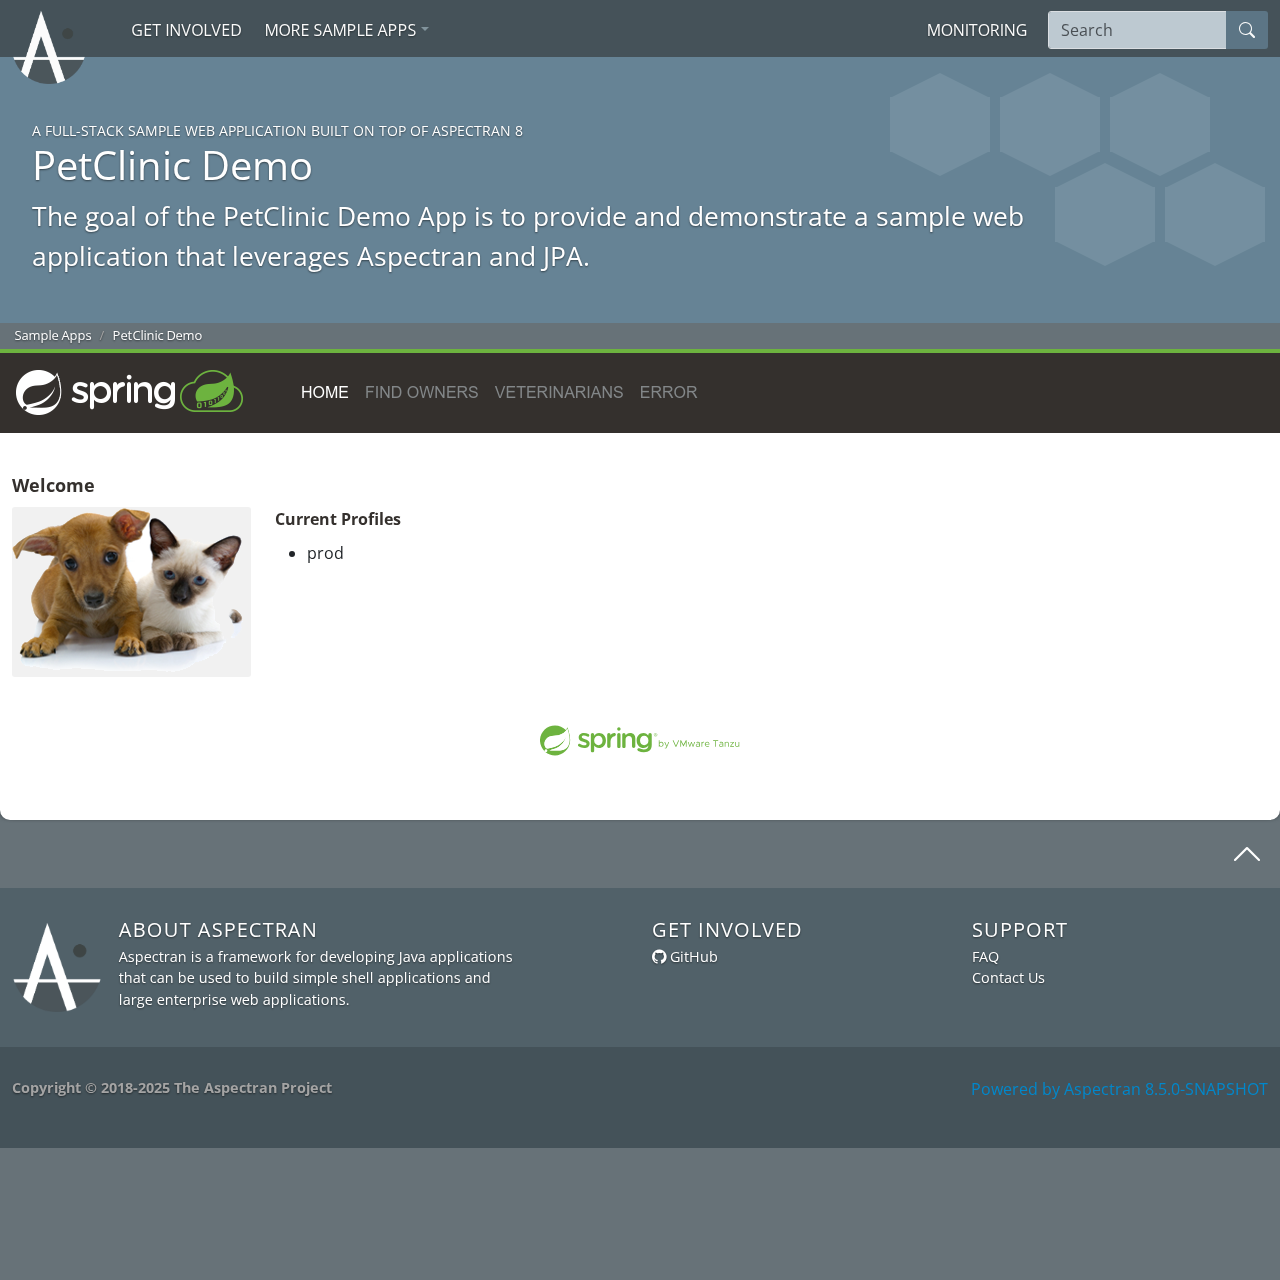 GET INVOLVED
MORE SAMPLE APPS
MONITORING
Search
A FULL-STACK SAMPLE WEB APPLICATION BUILT ON TOP OF ASPECTRAN 8
PetClinic Demo
The goal of the PetClinic Demo App is to provide and demonstrate a sample web
application that leverages Aspectran and JPA.
Sample Apps / PetClinic Demo
spring
HOME
FIND OWNERS
VETERINARIANS
ERROR
Welcome
Current Profiles
• prod
spring by VMware Tanzu
ABOUT ASPECTRAN
Aspectran is a framework for developing Java applications
that can be used to build simple shell applications and
large enterprise web applications.
GET INVOLVED
GitHub
SUPPORT
FAQ
Contact Us
Copyright © 2018-2025 The Aspectran Project
Powered by Aspectran 8.5.0-SNAPSHOT